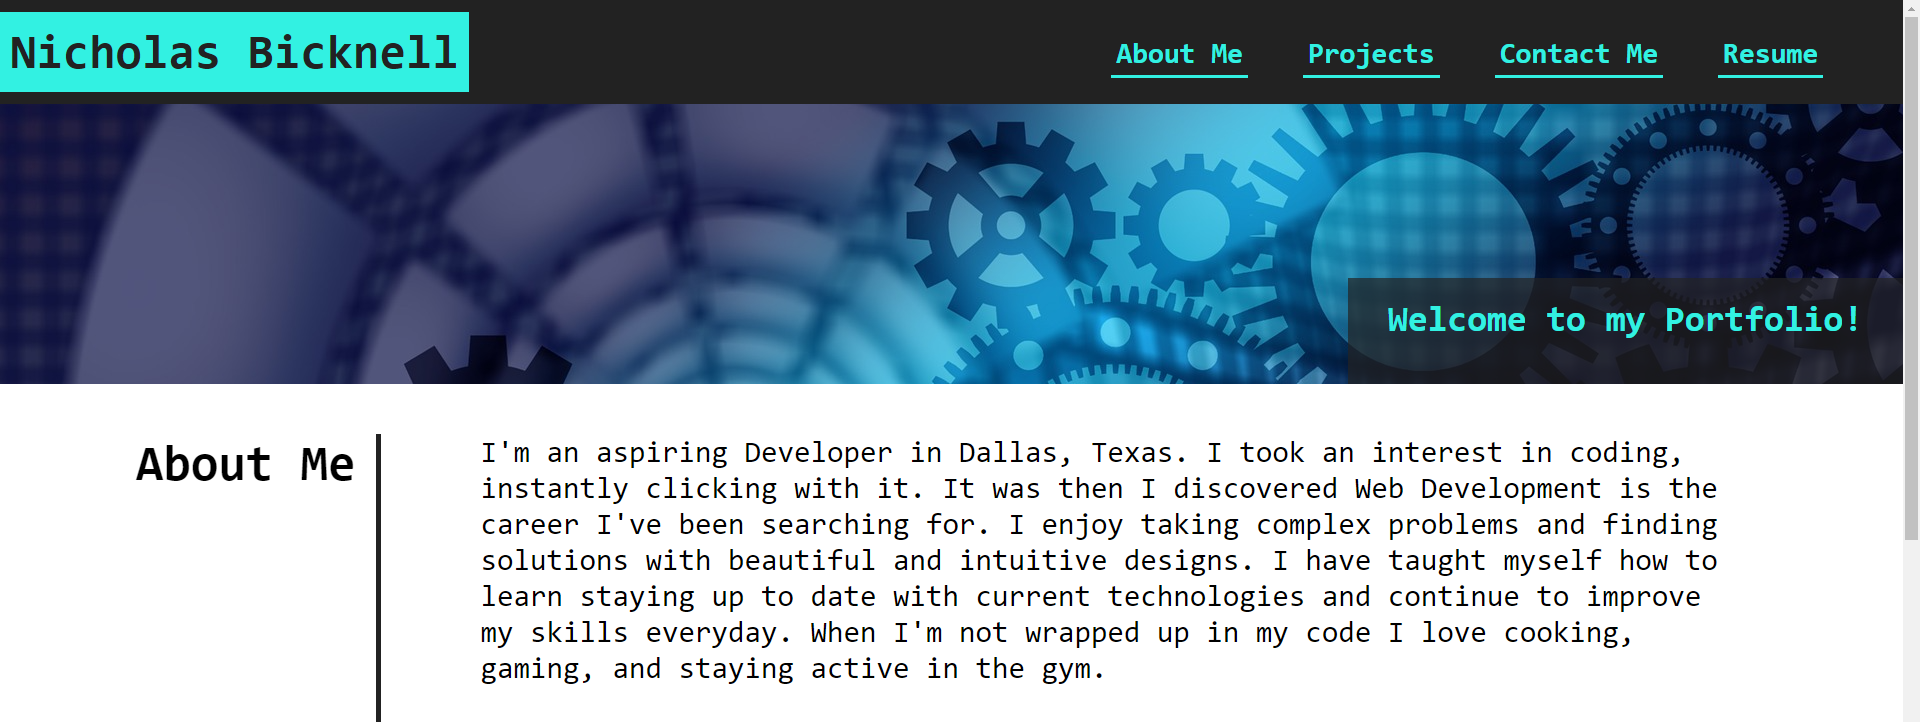 Nicholas Bicknell
About Me
Projects
Contact Me
Resume
Welcome to my Portfolio!
About Me
I'm an aspiring Developer in Dallas, Texas. I took an interest in coding,
instantly clicking with it. It was then I discovered Web Development is the
career I've been searching for. I enjoy taking complex problems and finding
solutions with beautiful and intuitive designs. I have taught myself how to
learn staying up to date with current technologies and continue to improve
my skills everyday. When I'm not wrapped up in my code I love cooking,
gaming, and staying active in the gym.